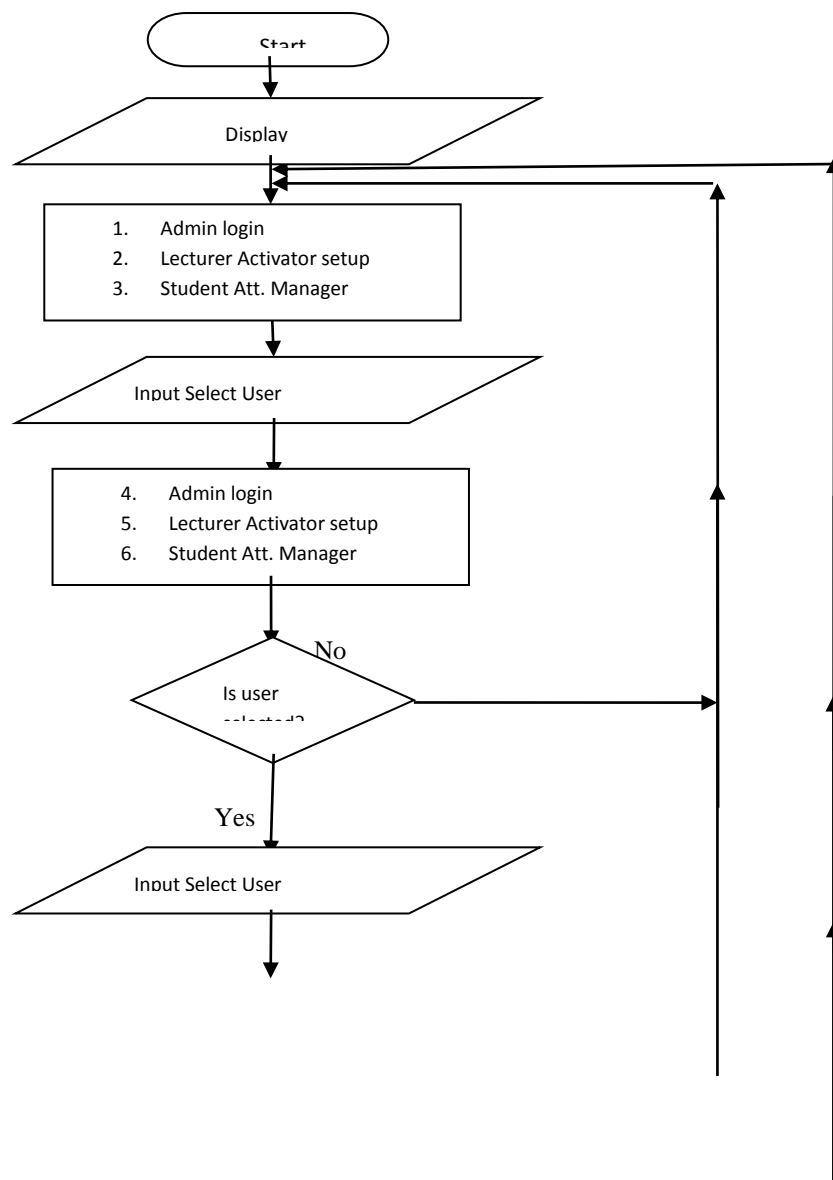 Start
Display
1. Admin login
2. Lecturer Activator setup
3. Student Att. Manager
Input Select User
4. Admin login
5. Lecturer Activator setup
6. Student Att. Manager
No
Is user
selected?
Yes
Input Select User